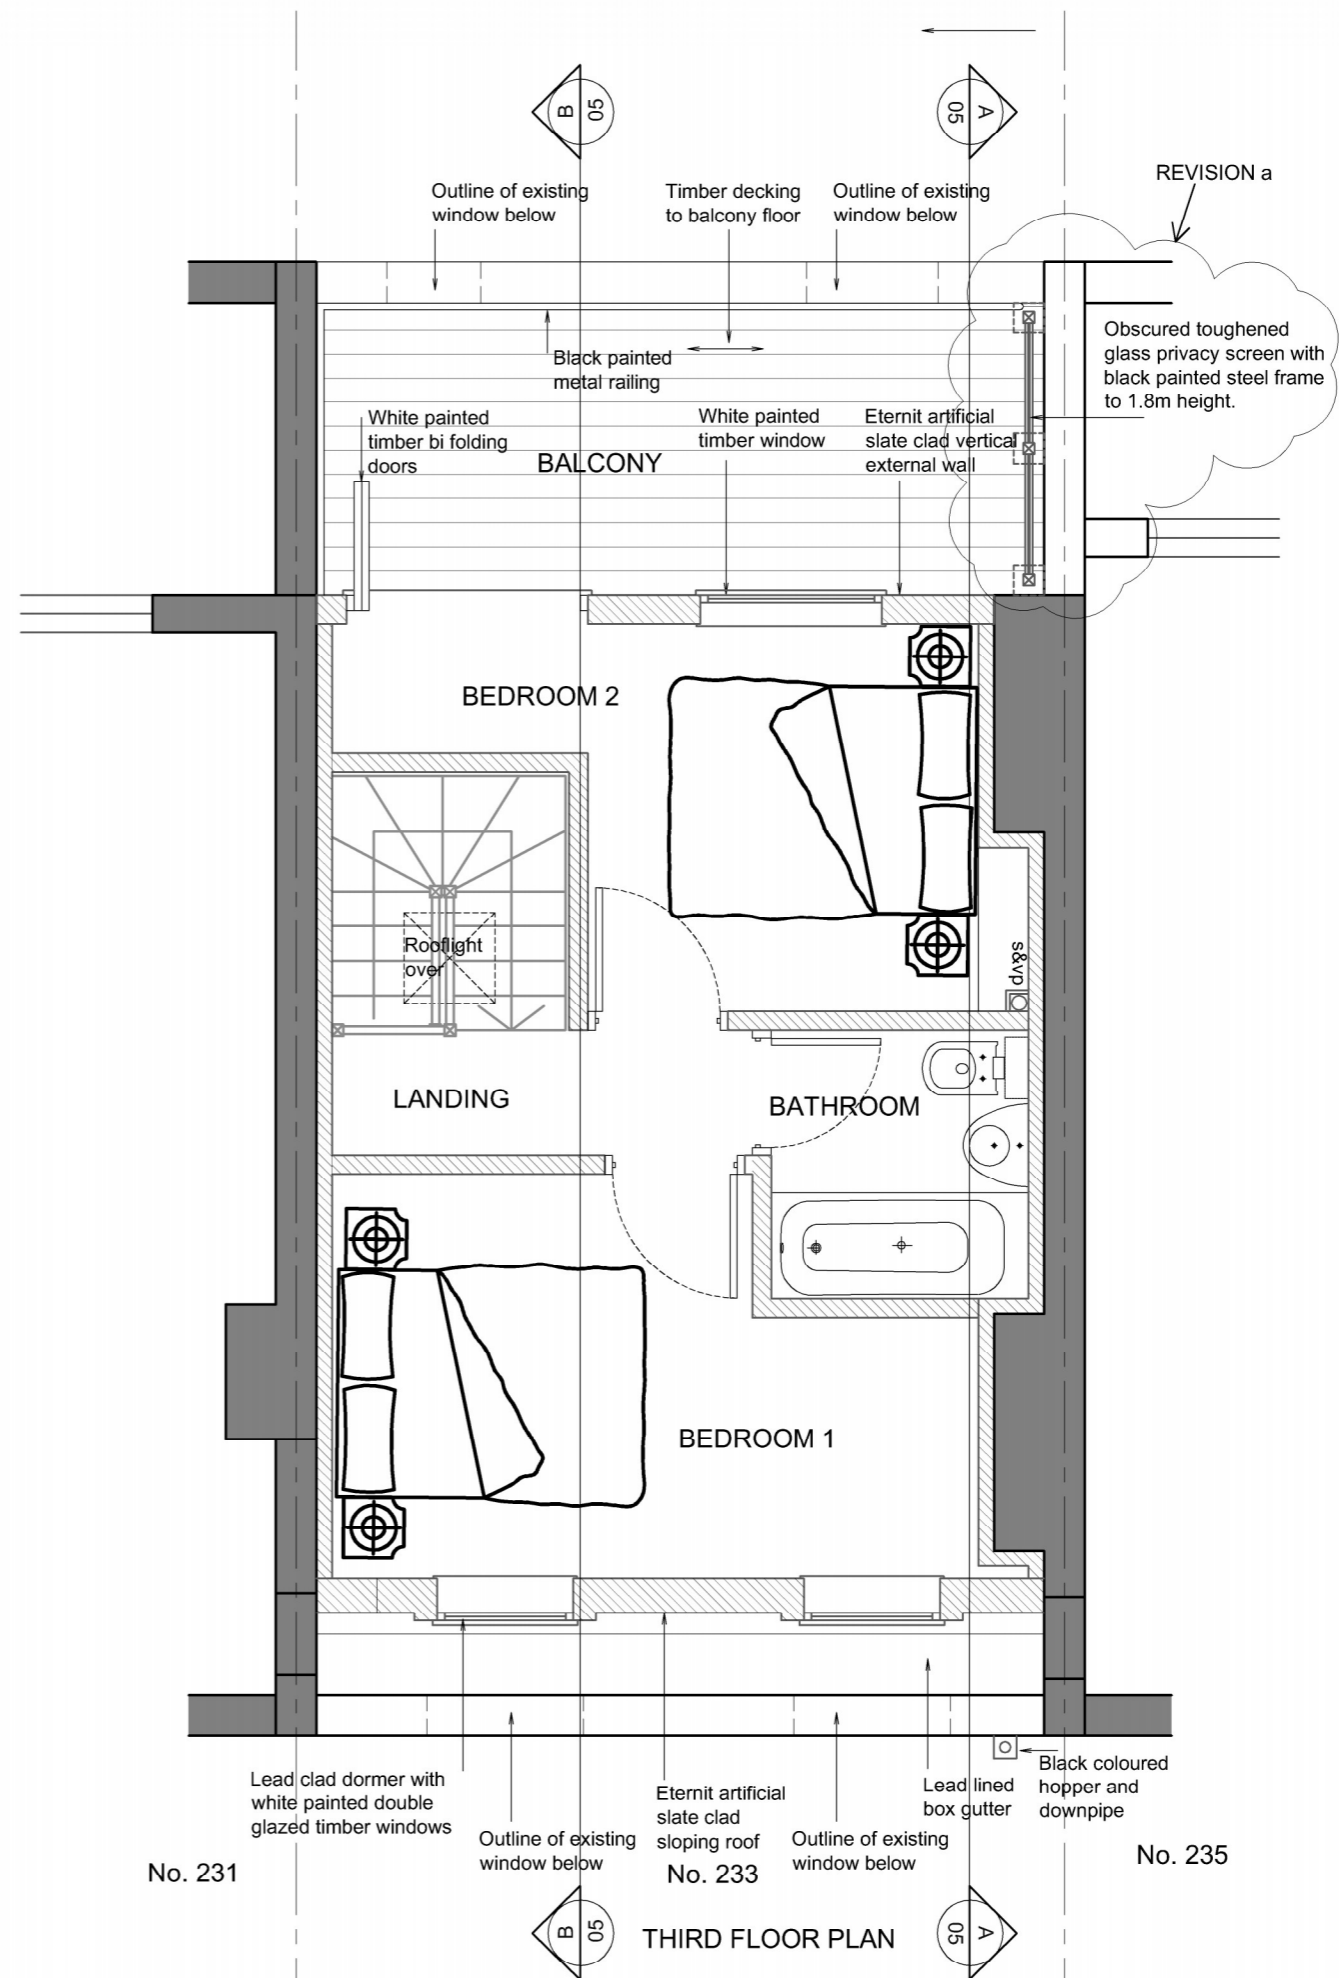 B
05
A
05
REVISION a
Outline of existing
window below
Timber decking
to balcony floor
Outline of existing
window below
Obscured toughened
glass privacy screen with
black painted steel frame
to 1.8m height.
Black painted
metal railing
White painted
timber bi folding
doors
White painted
timber window
Eternit artificial
slate clad vertical
external wall
BALCONY
BEDROOM 2
Rooflight
over
s&vp
LANDING
BATHROOM
BEDROOM 1
Lead clad dormer with
white painted double
glazed timber windows
Outline of existing
window below
Eternit artificial
slate clad
sloping roof
Outline of existing
window below
Lead lined
box gutter
Black coloured
hopper and
downpipe
No. 231
No. 233
No. 235
B
05
THIRD FLOOR PLAN
A
05